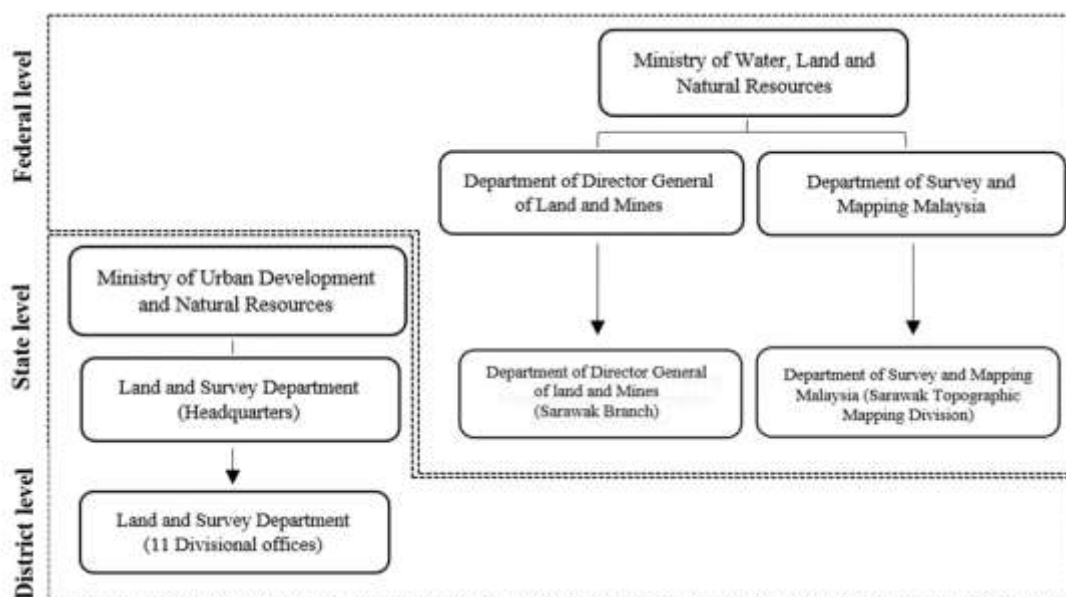 Federal level
Ministry of Water, Land and
Natural Resources
Department of Director General
of Land and Mines
Department of Survey and
Mapping Malaysia
State level
Ministry of Urban Development
and Natural Resources
Land and Survey Department
(Headquarters)
Department of Director General
of land and Mines
(Sarawak Branch)
Department of Survey and Mapping
Malaysia (Sarawak Topographic
Mapping Division)
District level
Land and Survey Department
(11 Divisional offices)